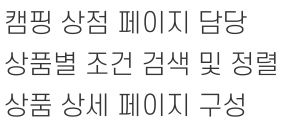 캠핑 상점 페이지 담당
상품별 조건 검색 및 정렬
상품 상세 페이지 구성